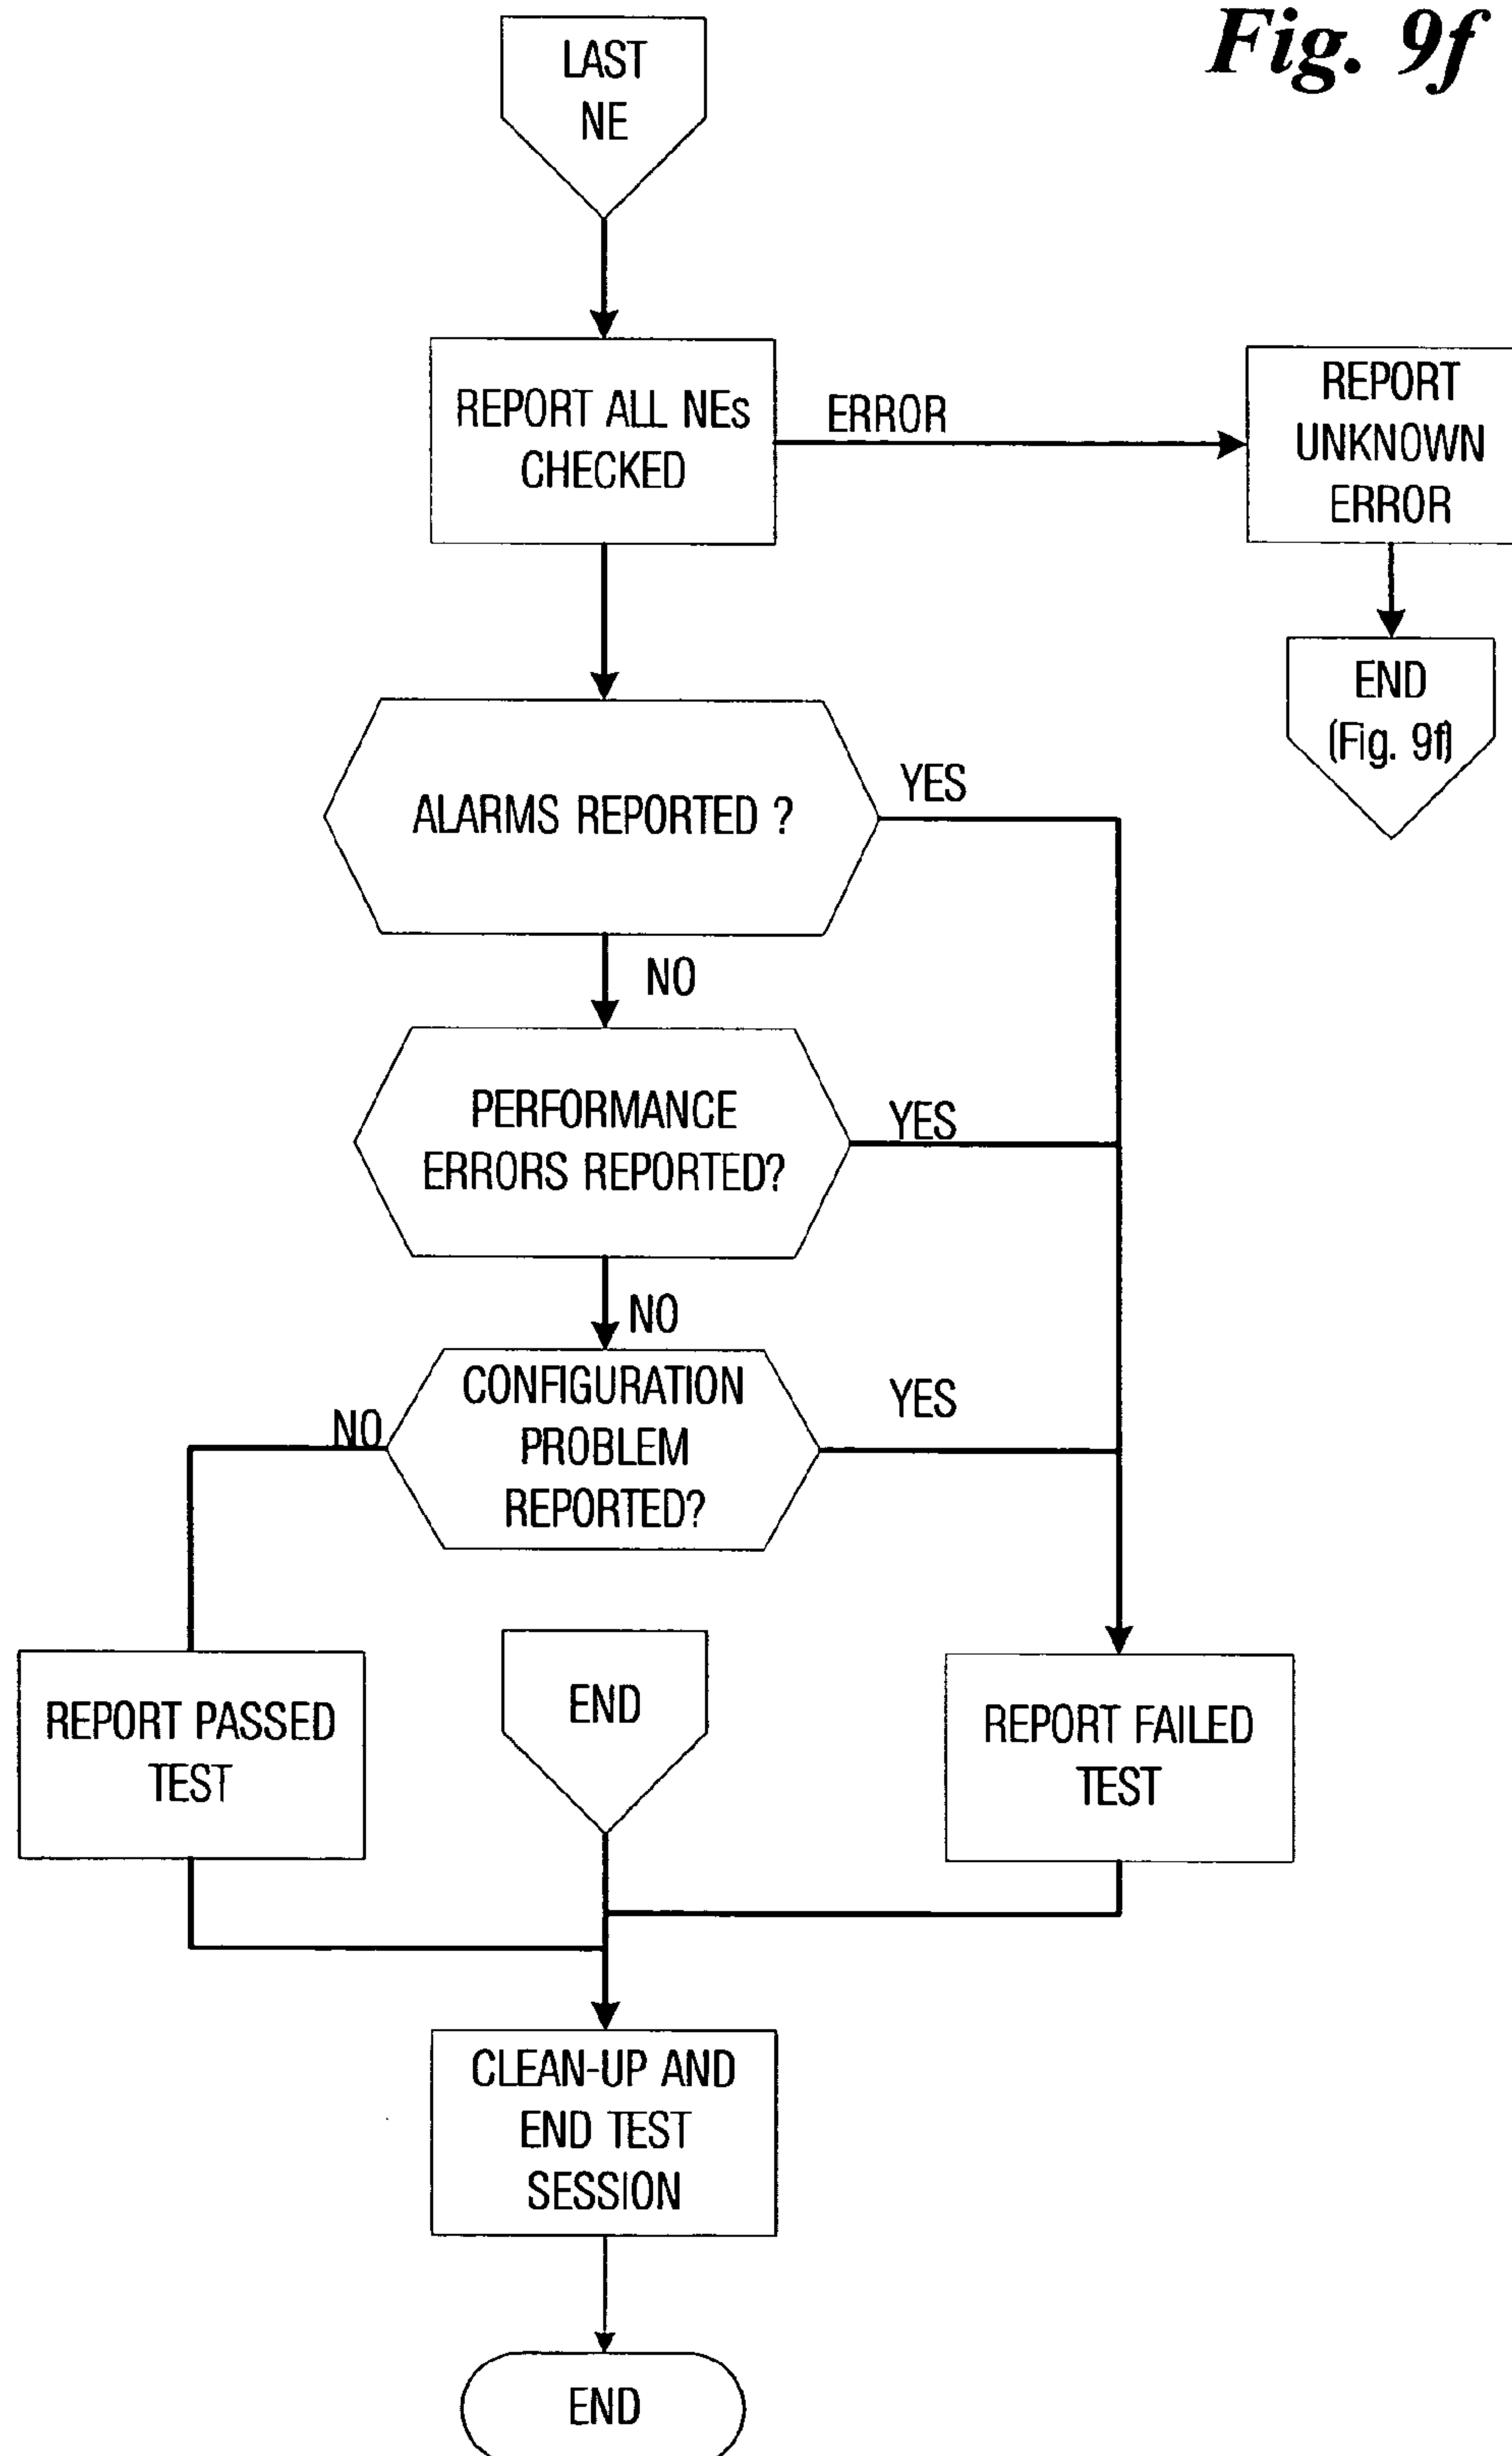 Fig. 9f
LAST
NE
REPORT ALL NEs
CHECKED
ERROR
REPORT
UNKNOWN
ERROR
END
(Fig. 9f)
ALARMS REPORTED ?
YES
NO
PERFORMANCE
ERRORS REPORTED?
YES
NO
CONFIGURATION
PROBLEM
REPORTED?
YES
NO
REPORT PASSED
TEST
END
REPORT FAILED
TEST
CLEAN-UP AND
END TEST
SESSION
END